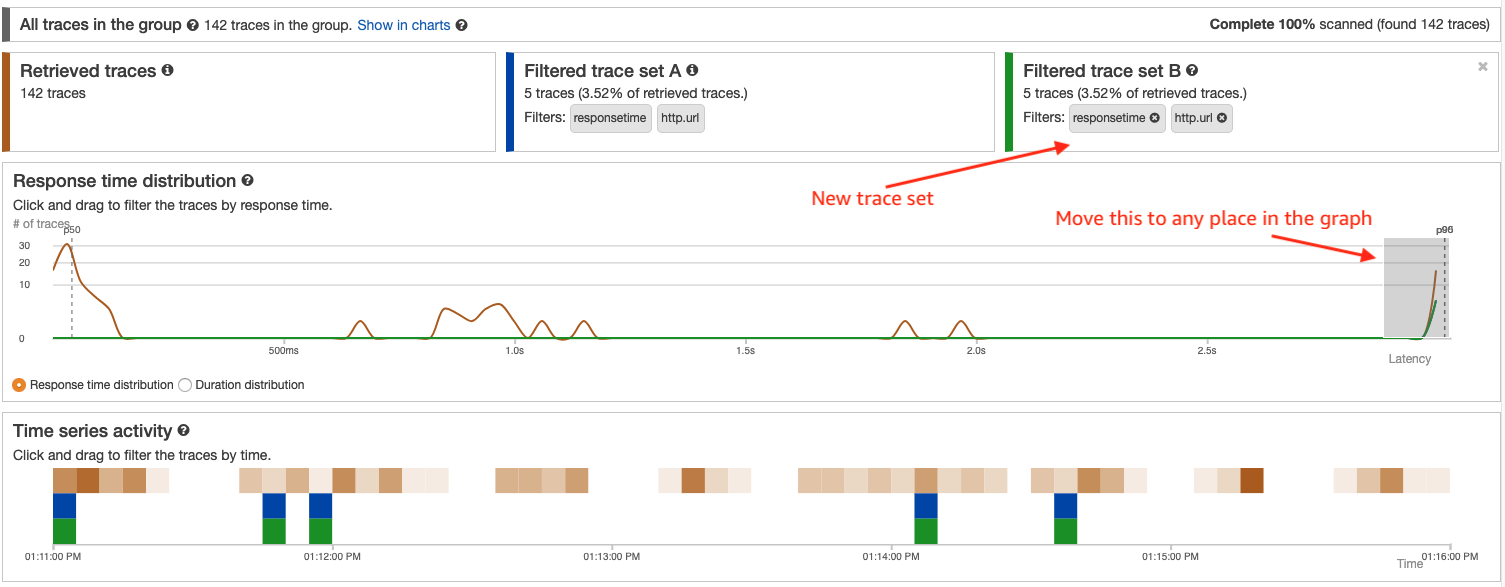 All traces in the group 142 traces in the group. Show in charts Complete 100% scanned (found 142 traces)
Retrieved traces
142 traces
Filtered trace set A
5 traces (3.52% of retrieved traces.)
Filters: responsetime http.url
Filtered trace set B
5 traces (3.52% of retrieved traces.)
Filters: responsetime http.url
New trace set
Move this to any place in the graph
Response time distribution
Click and drag to filter the traces by response time.
# of traces
p50
p96
30
20
10
0
500ms 1.0s 1.5s 2.0s 2.5s
Latency
Response time distribution Duration distribution
Time series activity
Click and drag to filter the traces by time.
01:11:00 PM 01:12:00 PM 01:13:00 PM 01:14:00 PM 01:15:00 PM 01:16:00 PM
Time